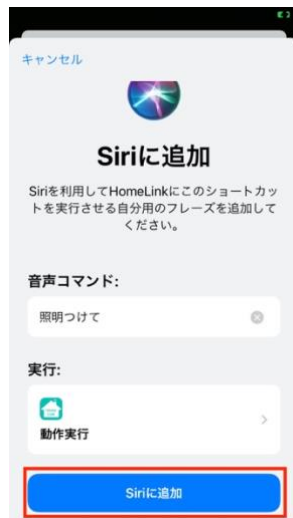 キャンセル
Siriに追加
Siriを利用してHomeLinkにこのショートカッ
トを実行させる自分用のフレーズを追加して
ください。
音声コマンド:
照明つけて
実行:
動作実行
Siriに追加